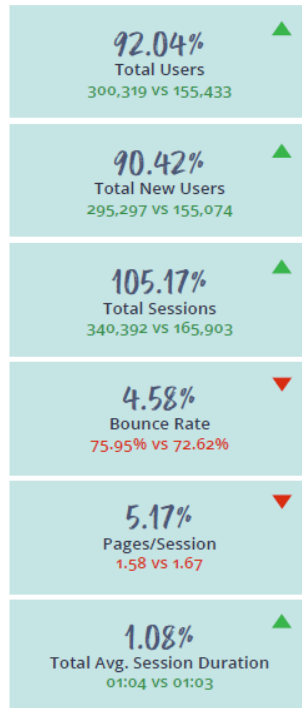 92.04%
Total Users
300,319 vs 155,433
90.42%
Total New Users
295,297 vs 155,074
105.17%
Total Sessions
340,392 vs 165,903
4.58%
Bounce Rate
75.95% vs 72.62%
5.17%
Pages/Session
1.58 vs 1.67
1.08%
Total Avg. Session Duration
01:04 vs 01:03